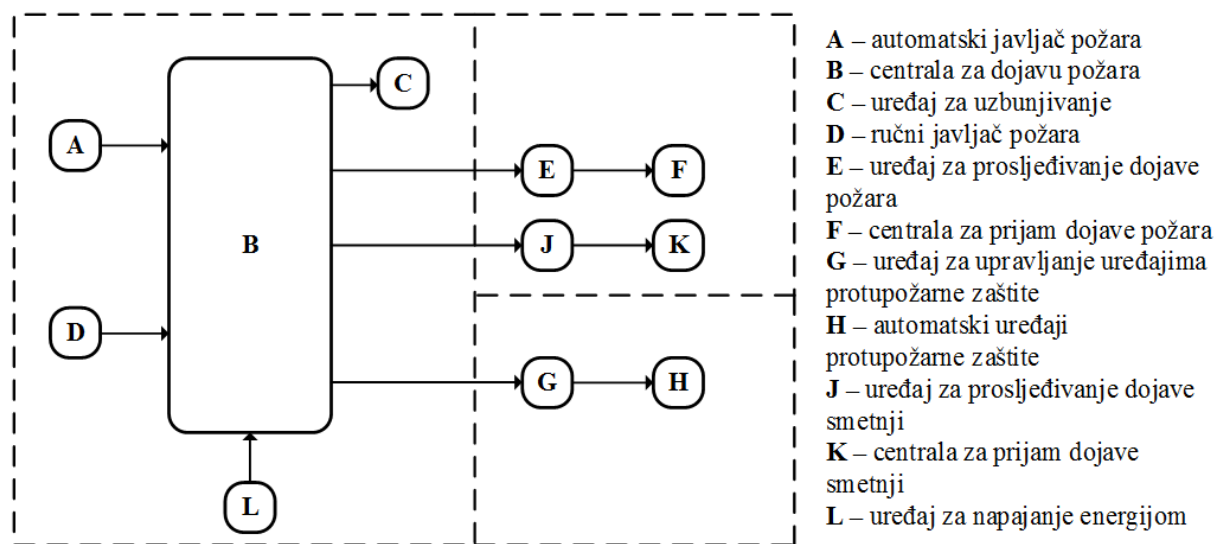 A
B
C
D
E
F
J
K
G
H
L
A – automatski javljač požara
B – centrala za dojavu požara
C – uređaj za uzbunjivanje
D – ručni javljač požara
E – uređaj za prosljeđivanje dojave
požara
F – centrala za prijam dojave požara
G – uređaj za upravljanje uređajima
protupožarne zaštite
H – automatski uređaji
protupožarne zaštite
J – uređaj za prosljeđivanje dojave
smetnji
K – centrala za prijam dojave
smetnji
L – uređaj za napajanje energijom